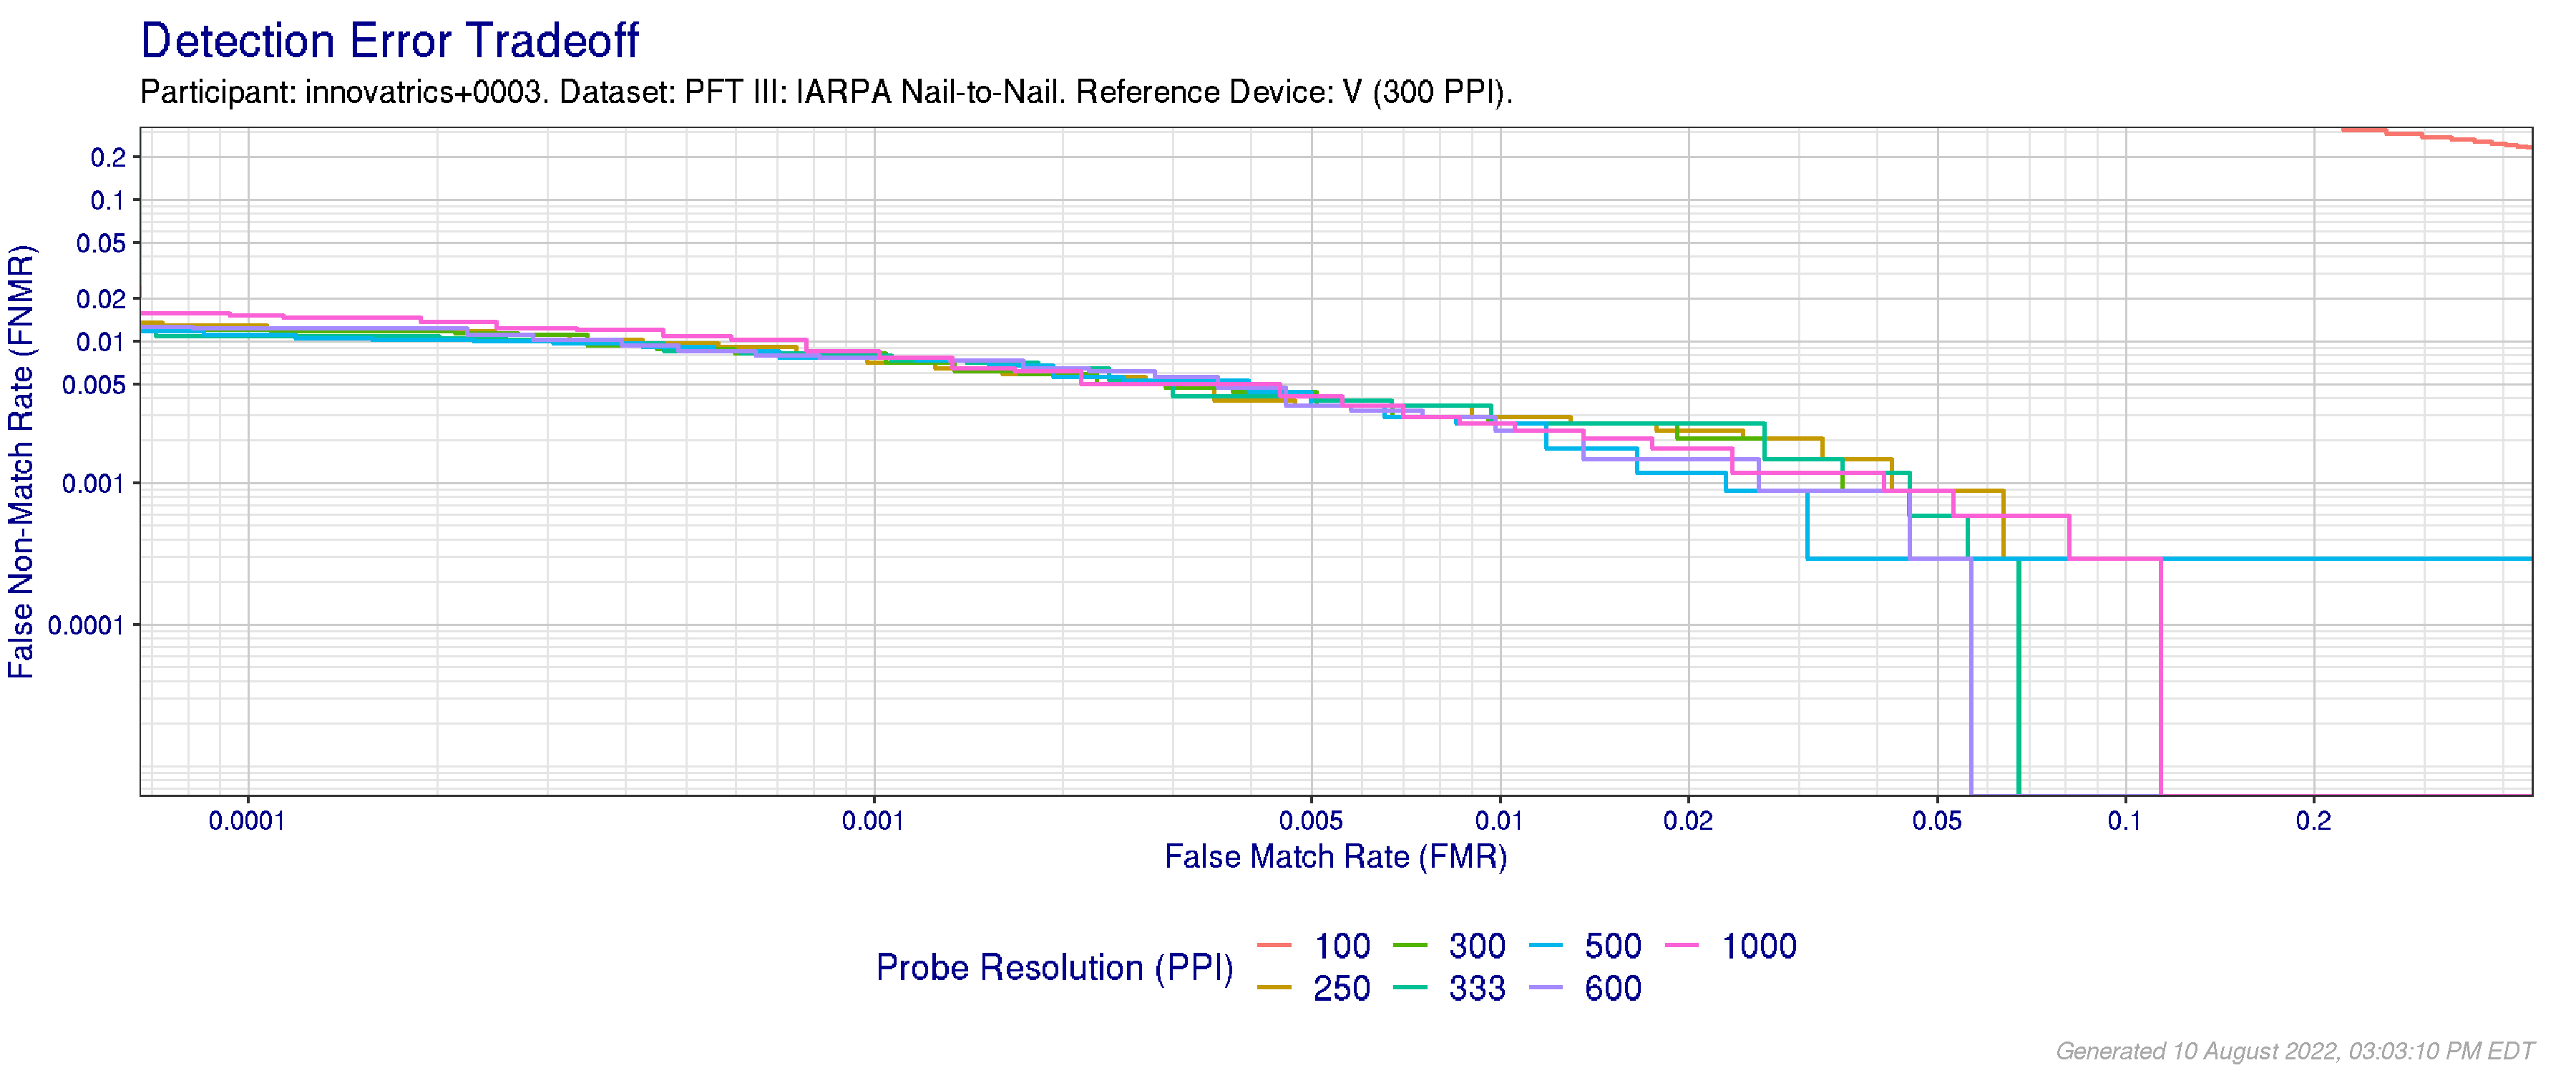 Detection Error Tradeoff
Participant: innovatrics+0003. Dataset: PFT III: IARPA Nail-to-Nail. Reference Device: V (300 PPI).
False Non-Match Rate (FNMR)
0.2
0.1
0.05
0.02
0.01
0.005
0.001
0.0001
0.0001 0.001 0.005 0.01 0.02 0.05 0.1 0.2
False Match Rate (FMR)
Probe Resolution (PPI)
100 300 500 1000
250 333 600
Generated 10 August 2022, 03:03:10 PM EDT